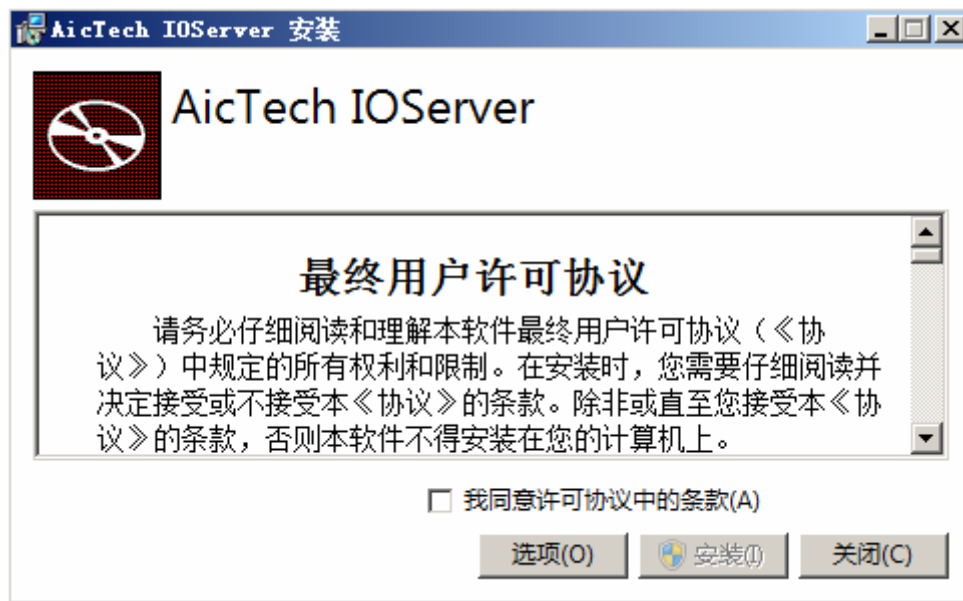 AicTech IOServer 安装
AicTech IOServer
最终用户许可协议
请务必仔细阅读和理解本软件最终用户许可协议（《协
议》）中规定的所有权利和限制。在安装时，您需要仔细阅读并
决定接受或不接受本《协议》的条款。除非或直至您接受本《协
议》的条款，否则本软件不得安装在您的计算机上。
我同意许可协议中的条款(A)
选项(O) 安装(I) 关闭(C)